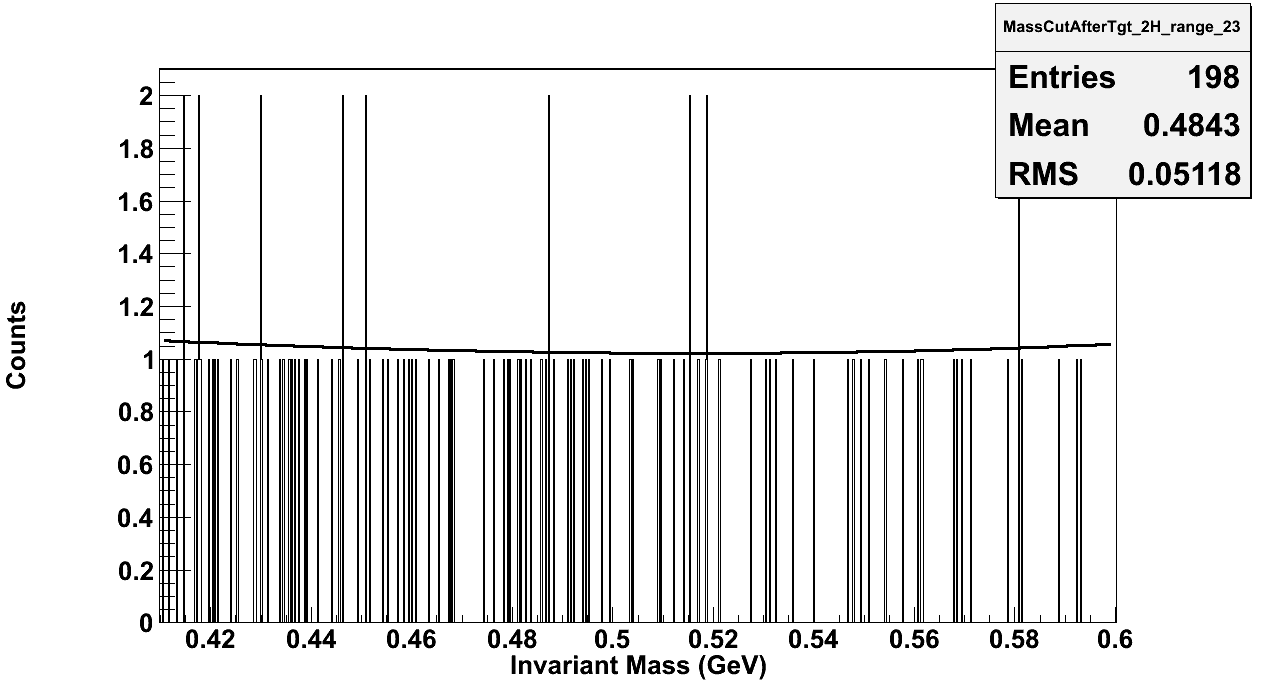 MassCutAfterTgt_2H_range_23
Entries 198
Mean 0.4843
RMS 0.05118
2
1.8
1.6
1.4
1.2
1
0.8
0.6
0.4
0.2
0
Counts
0.42 0.44 0.46 0.48 0.5 0.52 0.54 0.56 0.58 0.6
Invariant Mass (GeV)